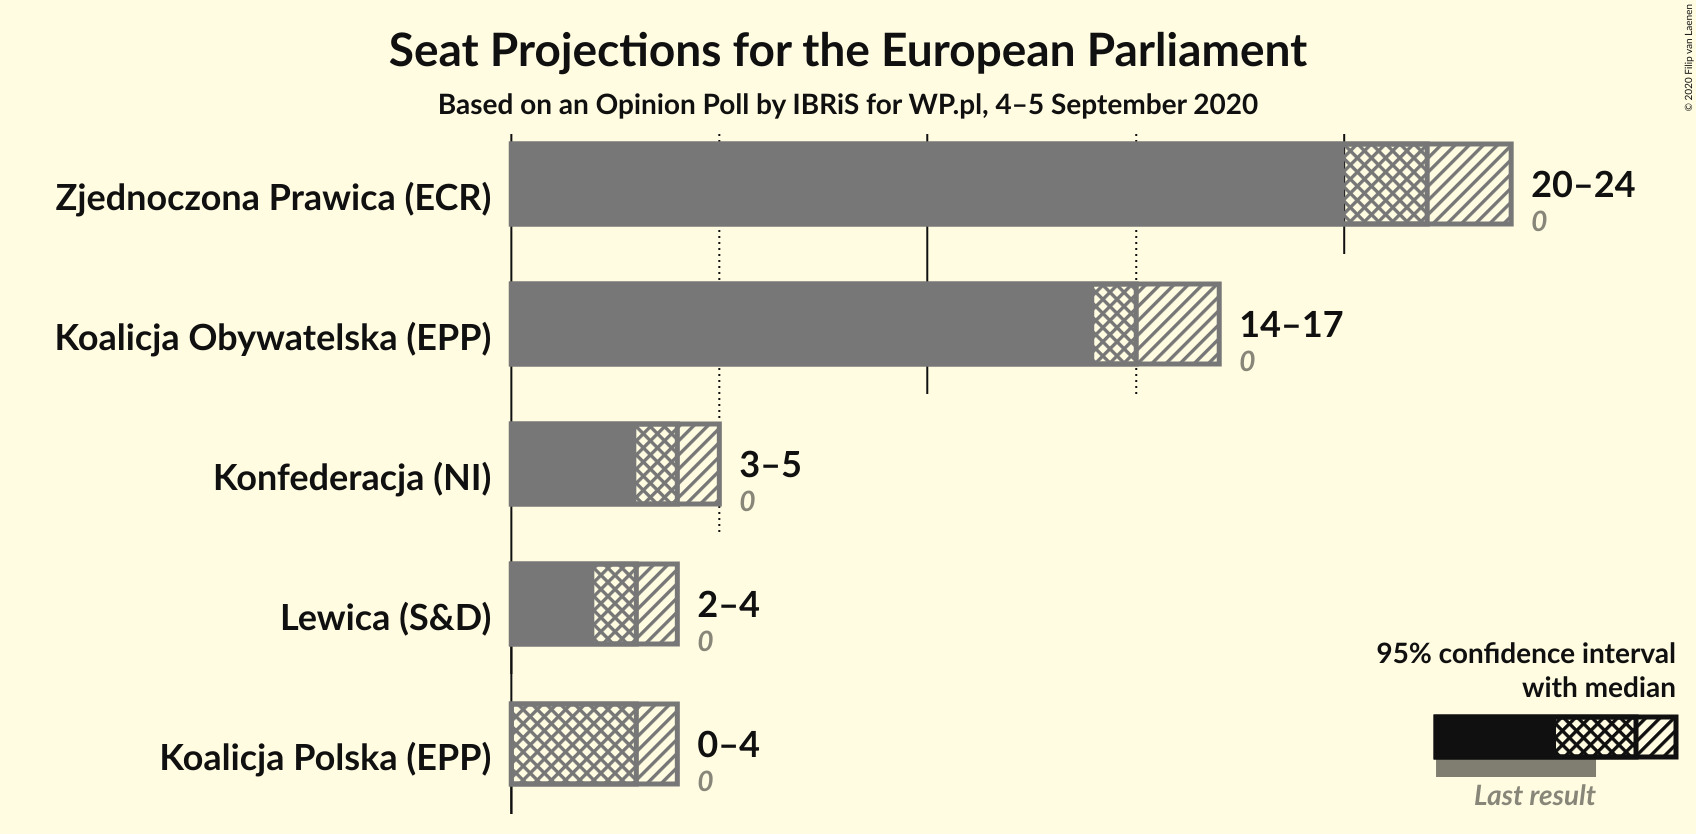 Seat Projections for the European Parliament
Based on an Opinion Poll by IBRiS for WP.pl, 4–5 September 2020
© 2020 Filip van Laenen
Zjednoczona Prawica (ECR)
20–24
0
Koalicja Obywatelska (EPP)
14–17
0
Konfederacja (NI)
3–5
0
Lewica (S&D)
2–4
0
Koalicja Polska (EPP)
0–4
0
95% confidence interval
with median
Last result